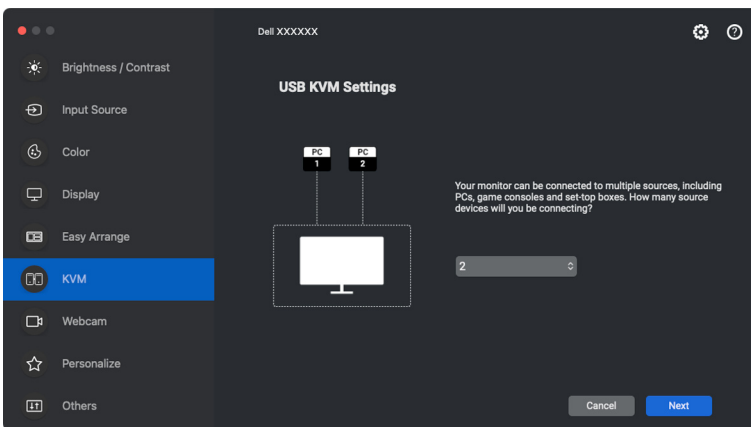 Dell XXXXXX
Brightness / Contrast
Input Source
Color
Display
Easy Arrange
KVM
Webcam
Personalize
Others
USB KVM Settings
PC
1
PC
2
Your monitor can be connected to multiple sources, including
PCs, game consoles and set-top boxes. How many source
devices will you be connecting?
2
Cancel
Next